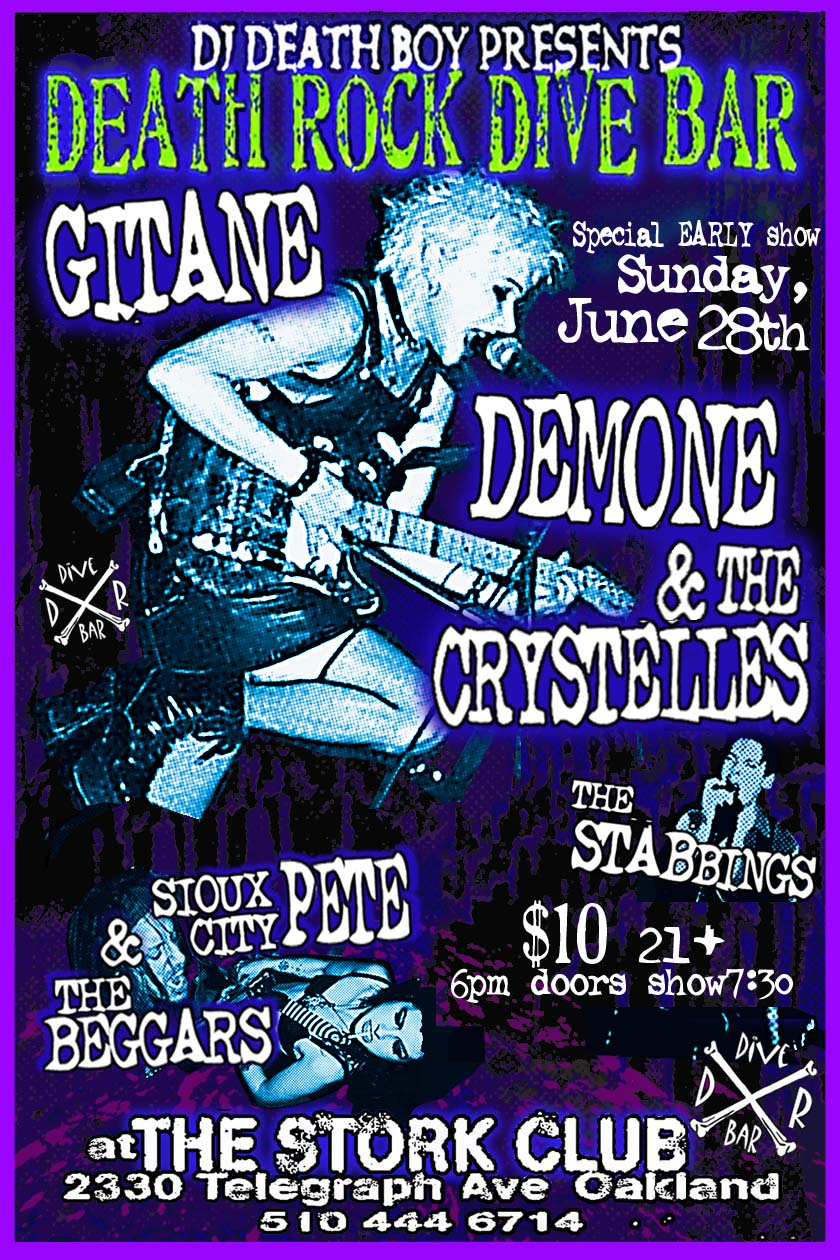 DJ DEATH BOY PRESENTS
DEATH ROCK DIVE BAR
GITANE
Special EARLY show
Sunday,
June 28th
DEMONE
& THE
CRYSTELLES
DiVE
D R
BAR
THE
STABBINGS
SIOUX
CITY PETE
&
THE
BEGGARS
$10 21+
6pm doors show7:30
DiVE
D R
BAR
at THE STORK CLUB
2330 Telegraph Ave Oakland
510 444 6714